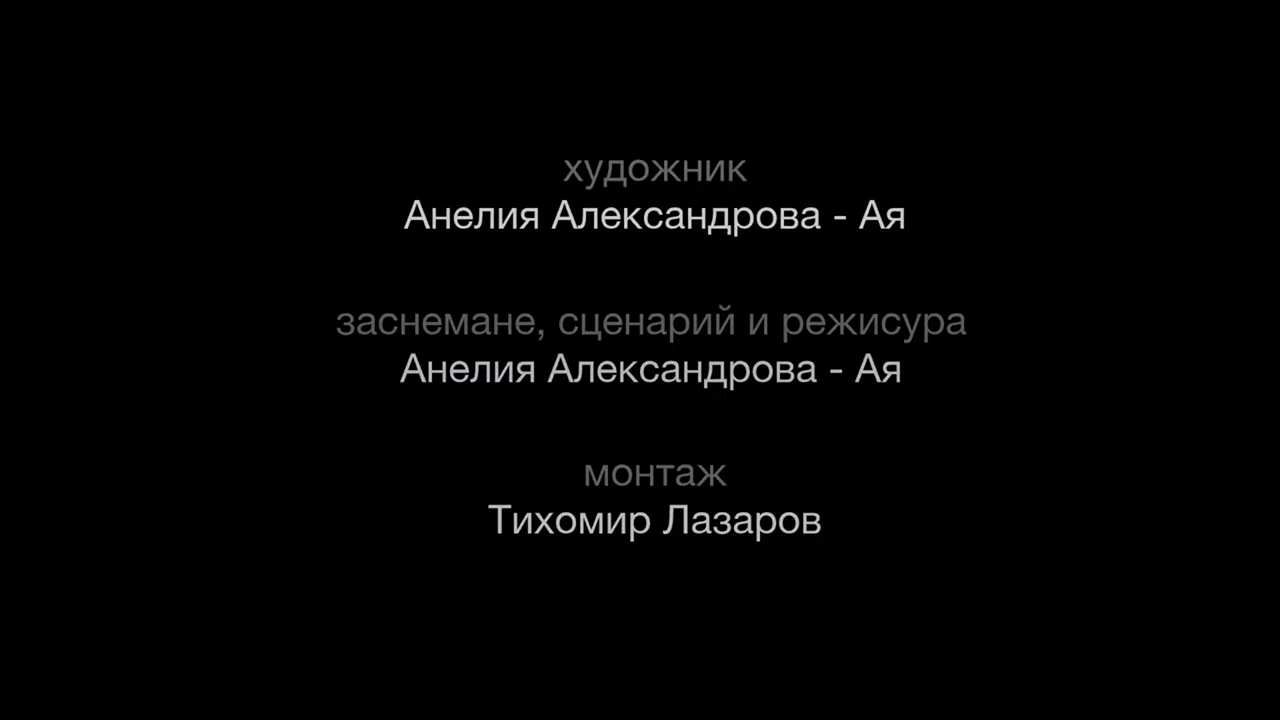 художник
Анелия Александрова - Ая
заснемане, сценарий и режисура
Анелия Александрова - Ая
монтаж
Тихомир Лазаров